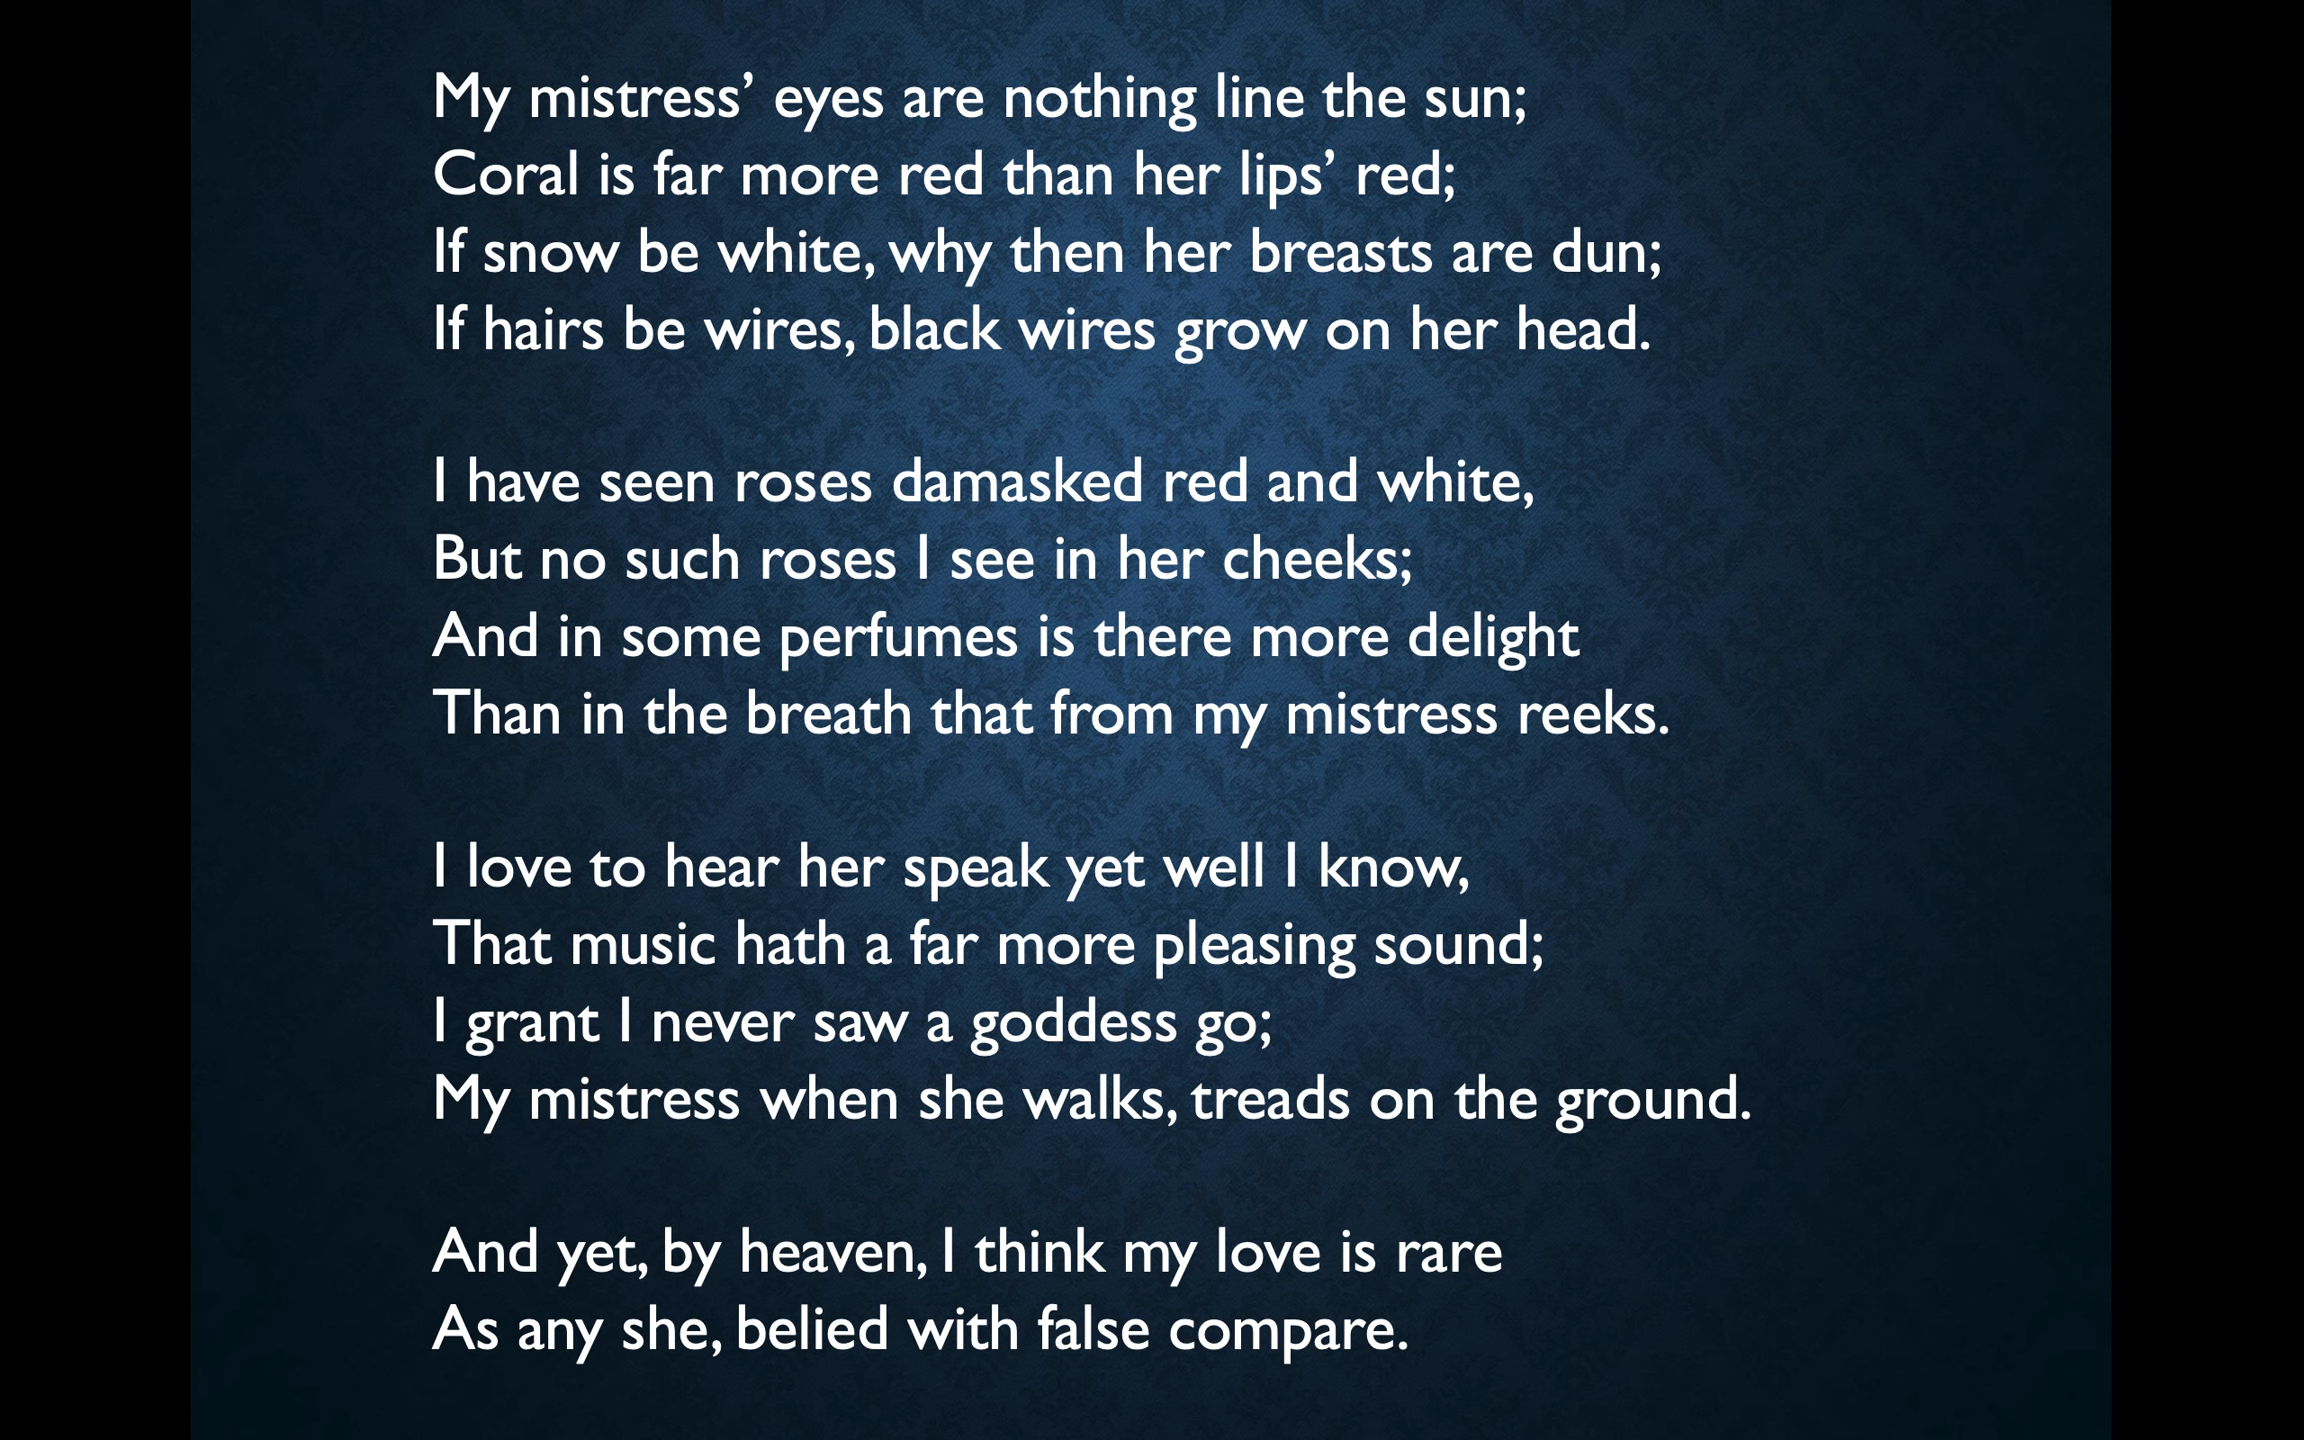 My mistress’ eyes are nothing line the sun;
Coral is far more red than her lips’ red;
If snow be white, why then her breasts are dun;
If hairs be wires, black wires grow on her head.
I have seen roses damasked red and white,
But no such roses I see in her cheeks;
And in some perfumes is there more delight
Than in the breath that from my mistress reeks.
I love to hear her speak yet well I know,
That music hath a far more pleasing sound;
I grant I never saw a goddess go;
My mistress when she walks, treads on the ground.
And yet, by heaven, I think my love is rare
As any she, belied with false compare.